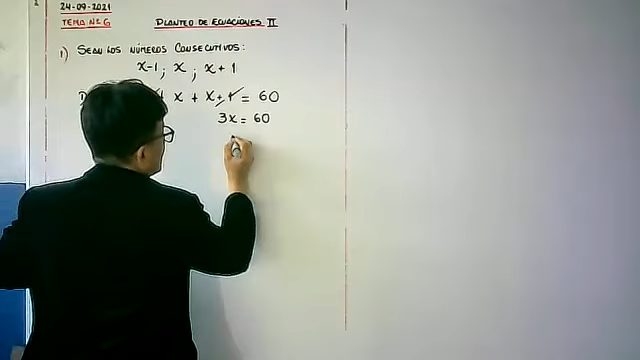 24-09-2021
TEMA Nº 6 PLANTEO DE ECUACIONES II
1) SEAN LOS NÚMEROS CONSECUTIVOS:
x-1 ; x ; x+1
x + x+1 = 60
3x = 60